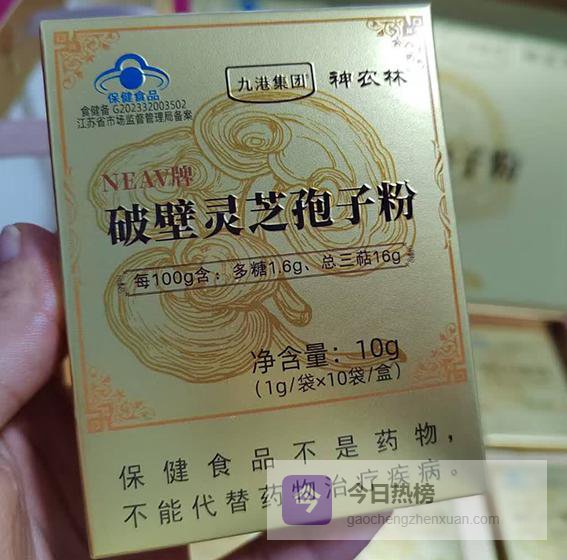 保健食品
食健备 G202332003502
江苏省市场监督管理局备案
九港集团
神农林
NEAV牌
破壁灵芝孢子粉
每100g含：多糖1.6g、总三萜16g
净含量：10g
（1g/袋×10袋/盒）
保健食品不是药物，
不能代替药物治疗疾病。
今
今日热榜
gaochengzhenxuan.com
子粉